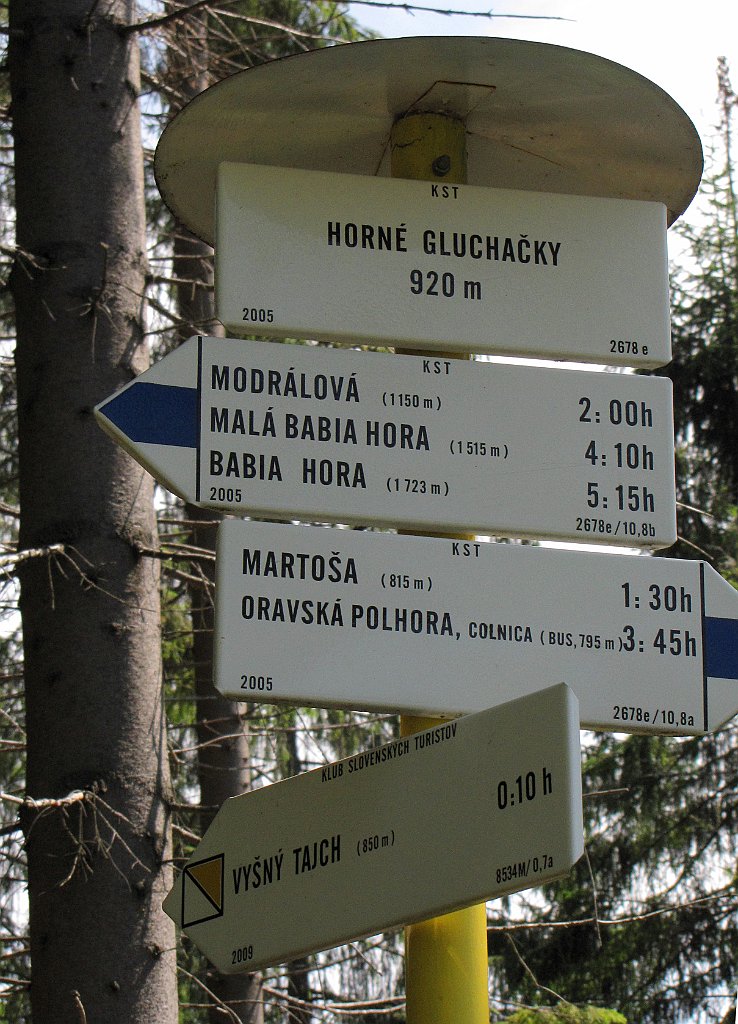 KST
HORNÉ GLUCHAČKY
920 m
2005 2678 e
KST
MODRÁLOVÁ (1150 m) 2:00h
MALÁ BABIA HORA (1515 m) 4:10h
BABIA HORA (1723 m) 5:15h
2005 2678e/10,8b
KST
MARTOŠA (815 m) 1:30h
ORAVSKÁ POLHORA, COLNICA (BUS, 795 m) 3:45h
2005 2678e/10,8a
KLUB SLOVENSKÝCH TURISTOV
VYŠNÝ TAJCH (850 m) 0:10 h
2009 8534M/0,7a